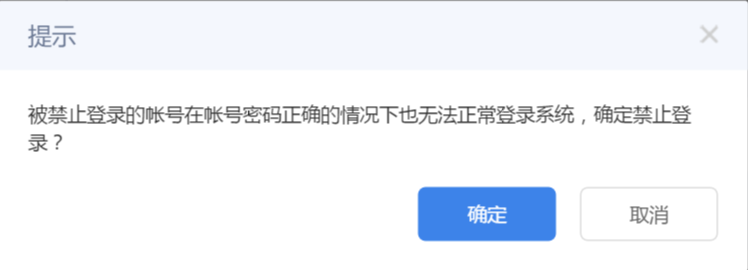 提示
被禁止登录的帐号在帐号密码正确的情况下也无法正常登录系统，确定禁止登
录？
确定
取消